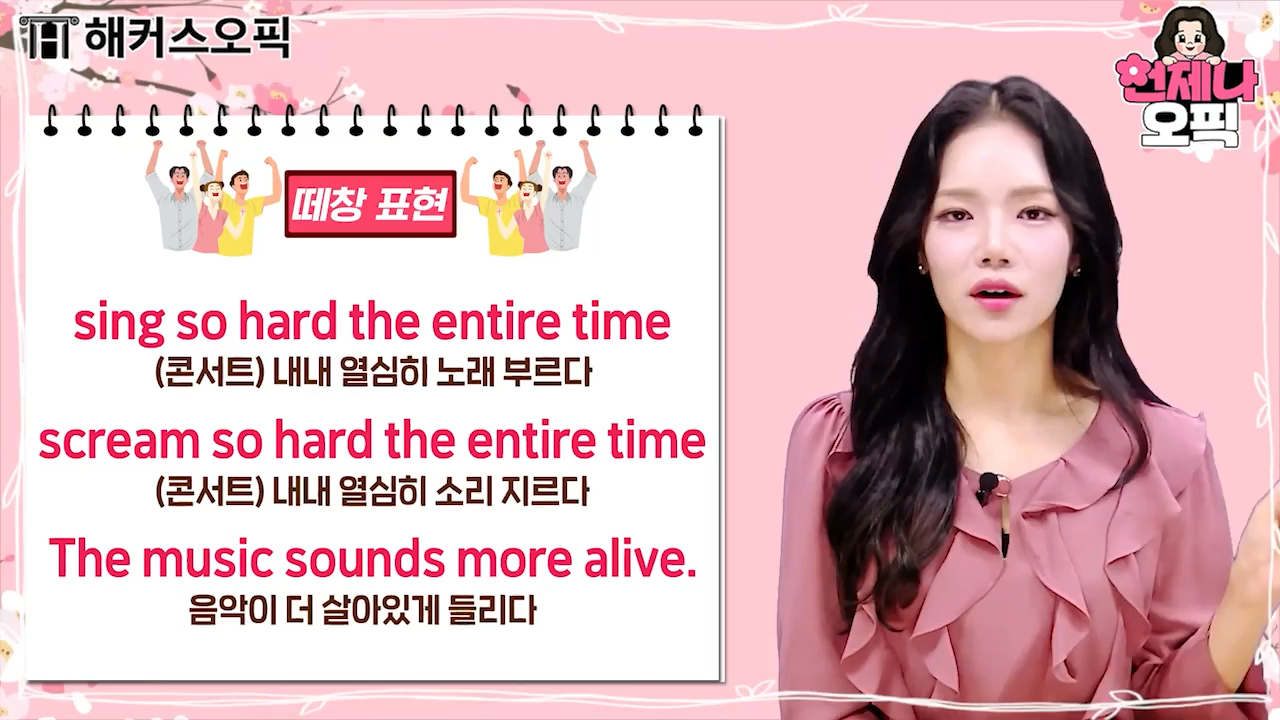 해커스오픽
언제나
오픽
떼창 표현
sing so hard the entire time
(콘서트) 내내 열심히 노래 부르다
scream so hard the entire time
(콘서트) 내내 열심히 소리 지르다
The music sounds more alive.
음악이 더 살아있게 들리다